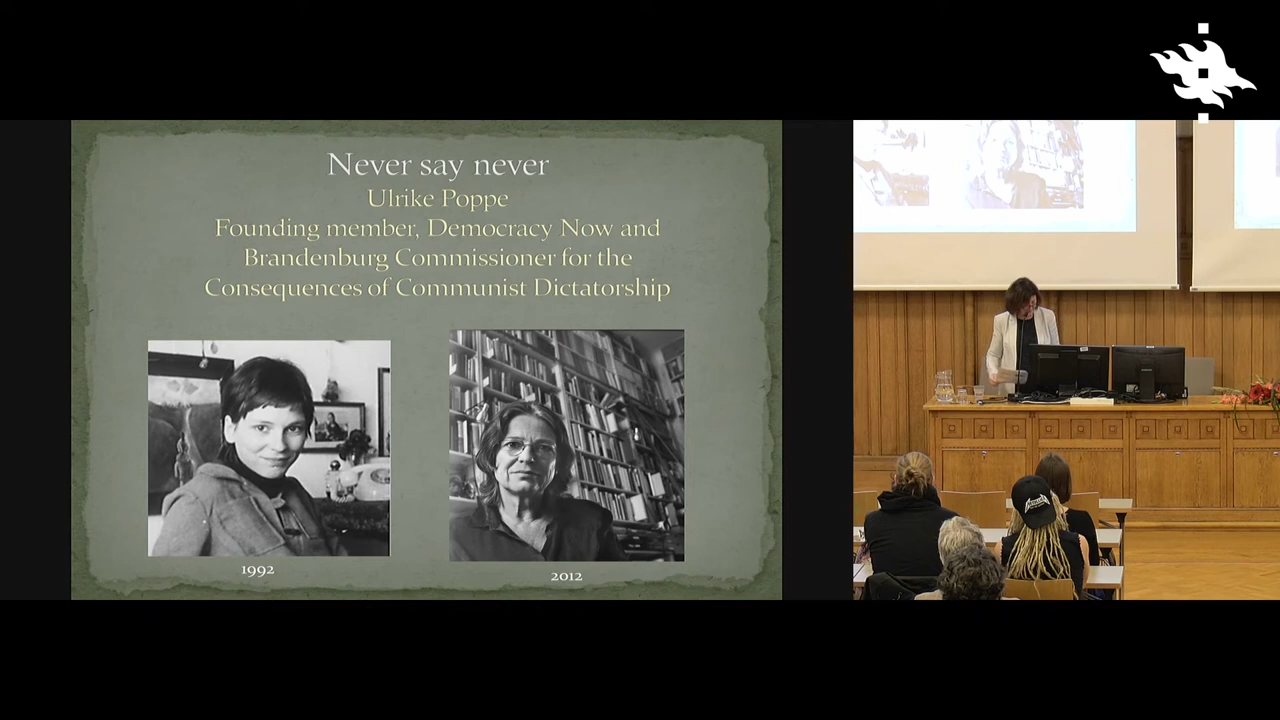 Never say never
Ulrike Poppe
Founding member, Democracy Now and
Brandenburg Commissioner for the
Consequences of Communist Dictatorship
1992
2012